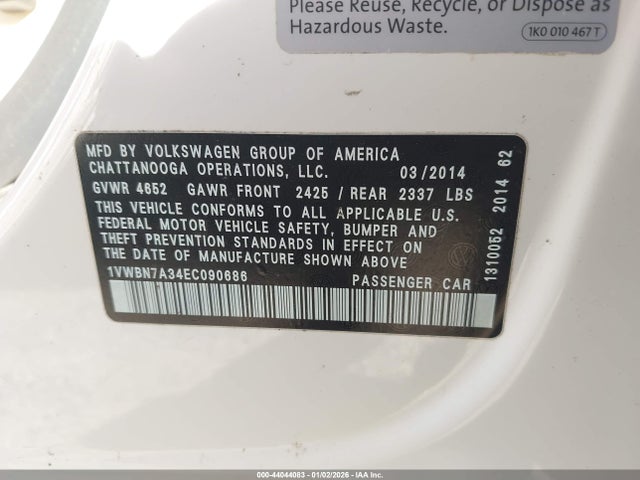 Please Reuse, Recycle, or Dispose as
Hazardous Waste.
1K0 010 467 T
MFD BY VOLKSWAGEN GROUP OF AMERICA
CHATTANOOGA OPERATIONS, LLC. 03/2014
GVWR 4652 GAWR FRONT 2425 / REAR 2337 LBS
THIS VEHICLE CONFORMS TO ALL APPLICABLE U.S.
FEDERAL MOTOR VEHICLE SAFETY, BUMPER AND
THEFT PREVENTION STANDARDS IN EFFECT ON
THE DATE OF MANUFACTURE SHOWN ABOVE
1VWBN7A34EC090686 PASSENGER CAR
1310052 2014 62
000-44044083 - 01/02/2026 - IAA Inc.